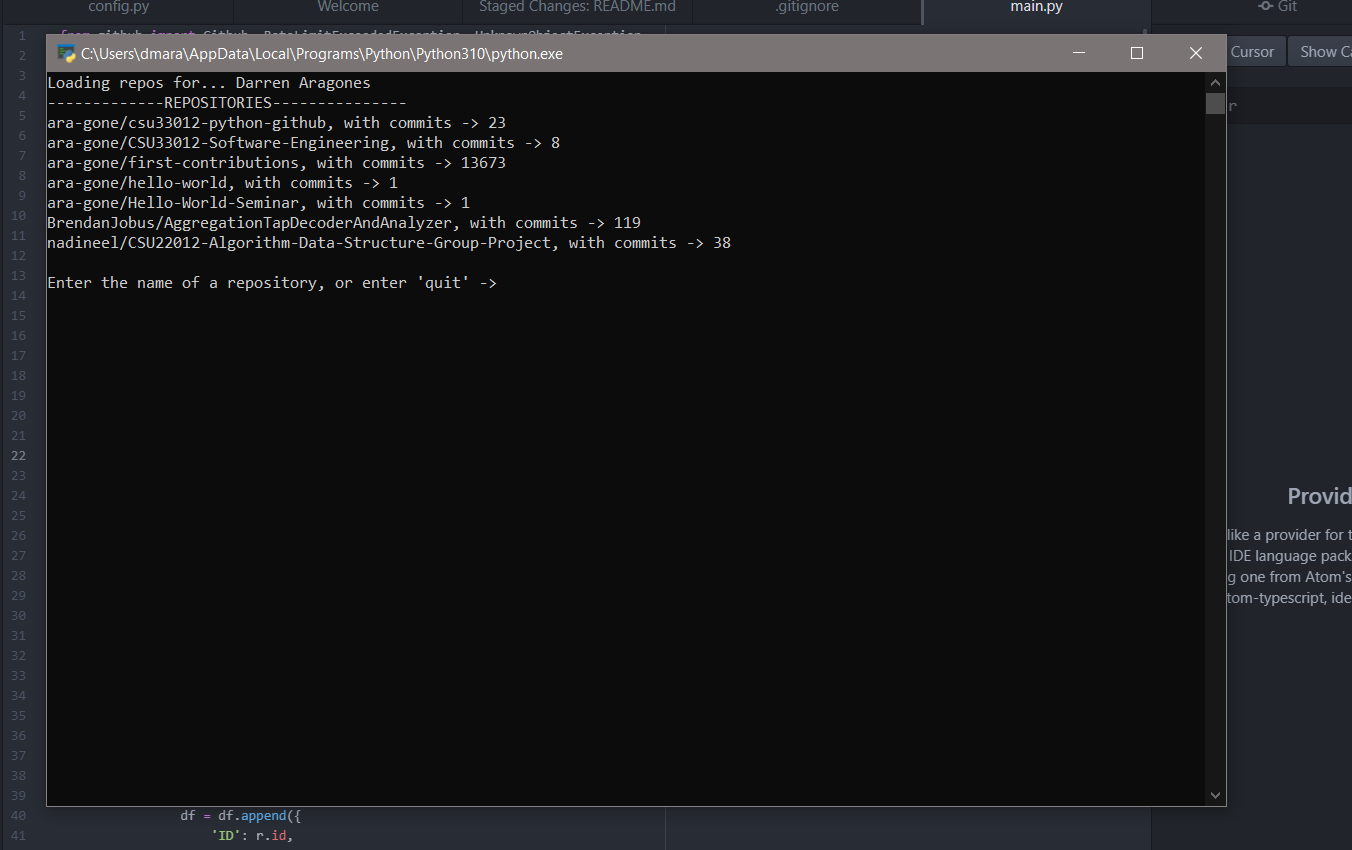 config.py
Welcome
Staged Changes: README.md
.gitignore
main.py
Git
C:\Users\dmara\AppData\Local\Programs\Python\Python310\python.exe
Cursor
Show Ca
Loading repos for... Darren Aragones
-------------REPOSITORIES---------------
ara-gone/csu33012-python-github, with commits -> 23
ara-gone/CSU33012-Software-Engineering, with commits -> 8
ara-gone/first-contributions, with commits -> 13673
ara-gone/hello-world, with commits -> 1
ara-gone/Hello-World-Seminar, with commits -> 1
BrendanJobus/AggregationTapDecoderAndAnalyzer, with commits -> 119
nadineel/CSU22012-Algorithm-Data-Structure-Group-Project, with commits -> 38
Enter the name of a repository, or enter 'quit' ->
r
Provid
like a provider for t
IDE language pack
g one from Atom's
tom-typescript, ide
1
2
3
4
5
6
7
8
9
10
11
12
13
14
15
16
17
18
19
20
21
22
23
24
25
26
27
28
29
30
31
32
33
34
35
36
37
38
39
40 df = df.append({
41 'ID': r.id,